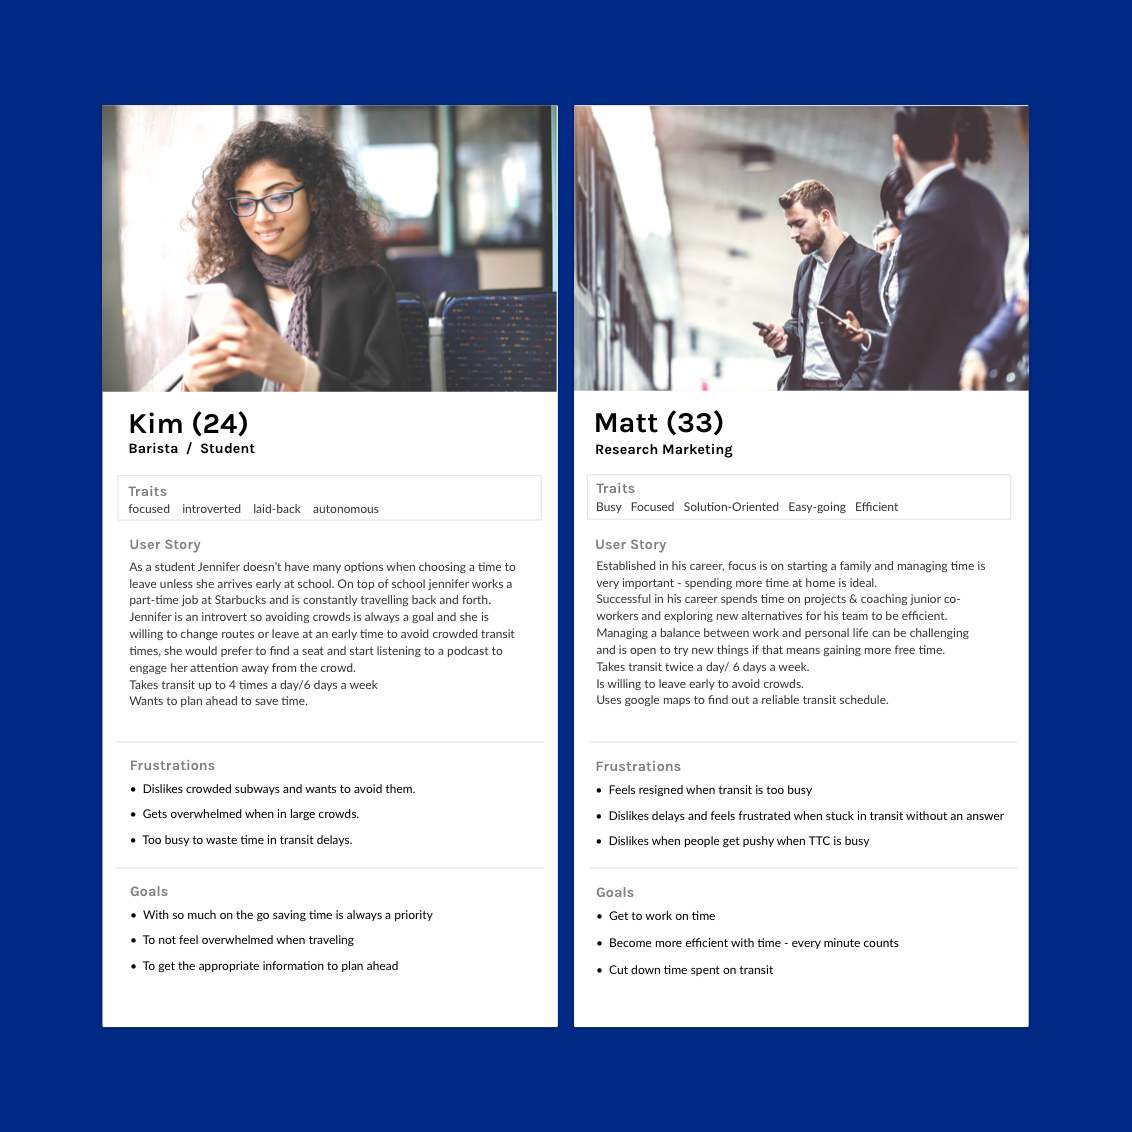 Kim (24)
Barista / Student
Traits
focused introverted laid-back autonomous
User Story
As a student Jennifer doesn't have many options when choosing a time to
leave unless she arrives early at school. On top of school jennifer works a
part-time job at Starbucks and is constantly travelling back and forth.
Jennifer is an introvert so avoiding crowds is always a goal and she is
willing to change routes or leave at an early time to avoid crowded transit
times, she would prefer to find a seat and start listening to a podcast to
engage her attention away from the crowd.
Takes transit up to 4 times a day/6 days a week
Wants to plan ahead to save time.
Frustrations
• Dislikes crowded subways and wants to avoid them.
• Gets overwhelmed when in large crowds.
• Too busy to waste time in transit delays.
Goals
• With so much on the go saving time is always a priority
• To not feel overwhelmed when traveling
• To get the appropriate information to plan ahead
Matt (33)
Research Marketing
Traits
Busy Focused Solution-Oriented Easy-going Efficient
User Story
Established in his career, focus is on starting a family and managing time is
very important - spending more time at home is ideal.
Successful in his career spends time on projects & coaching junior co-
workers and exploring new alternatives for his team to be efficient.
Managing a balance between work and personal life can be challenging
and is open to try new things if that means gaining more free time.
Takes transit twice a day/ 6 days a week.
Is willing to leave early to avoid crowds.
Uses google maps to find out a reliable transit schedule.
Frustrations
• Feels resigned when transit is too busy
• Dislikes delays and feels frustrated when stuck in transit without an answer
• Dislikes when people get pushy when TTC is busy
Goals
• Get to work on time
• Become more efficient with time - every minute counts
• Cut down time spent on transit